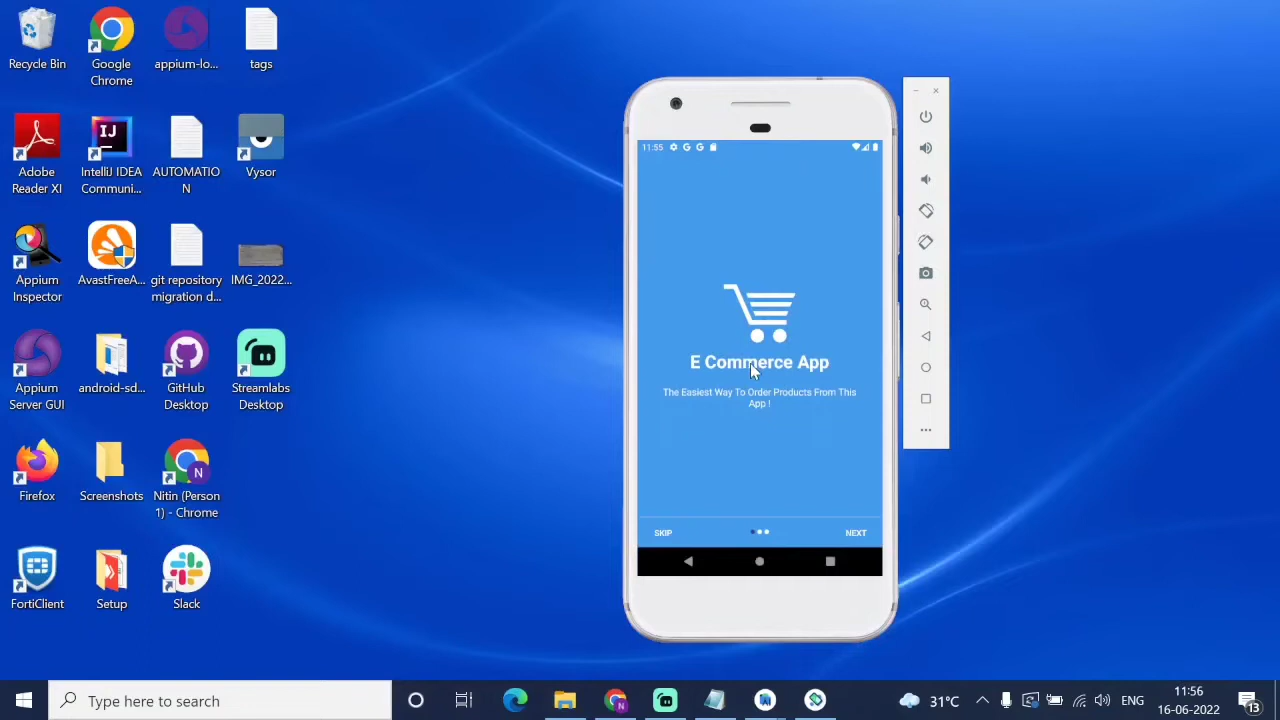 Recycle Bin
Google
Chrome
appium-lo...
tags
Adobe
Reader XI
IntelliJ IDEA
Communi...
AUTOMATIO
N
Vysor
Appium
Inspector
AvastFreeA...
git repository
migration d...
IMG_2022...
Appium
Server GUI
android-sd...
GitHub
Desktop
Streamlabs
Desktop
Firefox
Screenshots
Nitin (Person
1) - Chrome
FortiClient
Setup
Slack
11:55
E Commerce App
The Easiest Way To Order Products From This
App !
SKIP
NEXT
Type here to search
31°C
ENG
11:56
16-06-2022
13